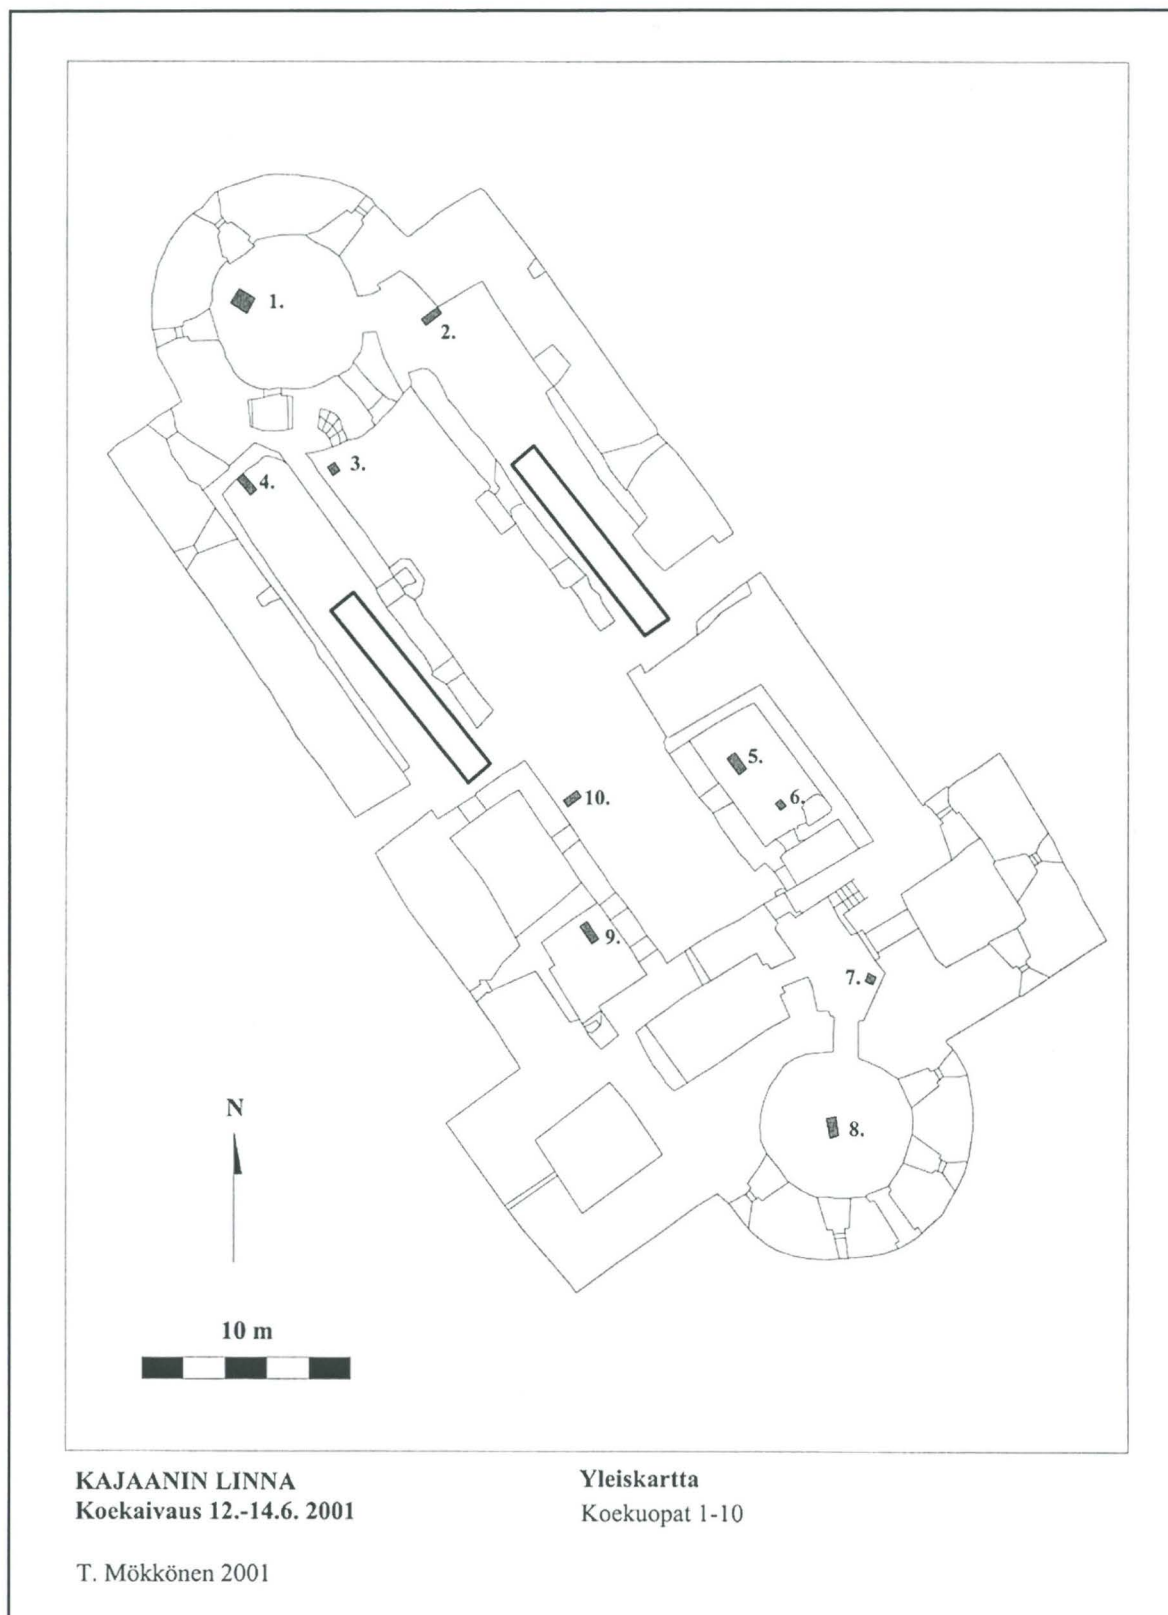 1.
2.
3.
4.
5.
6.
10.
9.
7.
8.
N
10 m
KAJAANIN LINNA
Koekaivaus 12.-14.6. 2001
T. Mökkönen 2001
Yleiskartta
Koekuopat 1-10